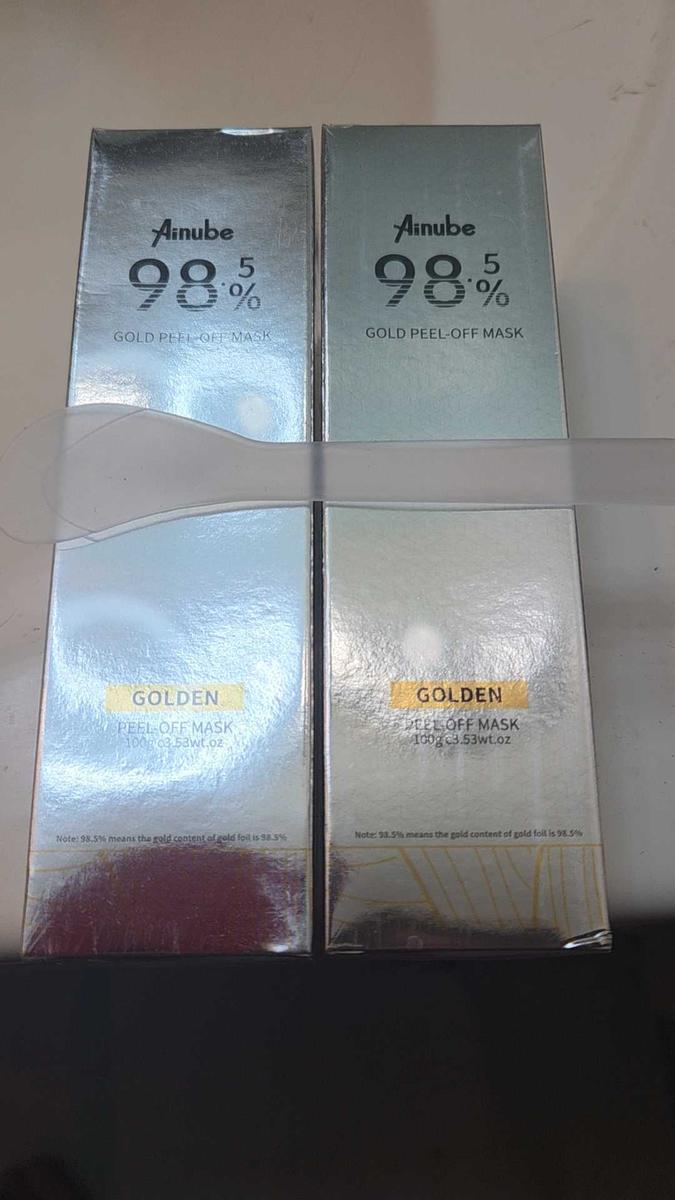 Ainube
98.5%
GOLD PEEL-OFF MASK
GOLDEN
PEEL-OFF MASK
100g e3.53wt.oz
Note: 98.5% means the gold content of gold foil is 98.5%
Ainube
98.5%
GOLD PEEL-OFF MASK
GOLDEN
PEEL-OFF MASK
100g e3.53wt.oz
Note: 98.5% means the gold content of gold foil is 98.5%